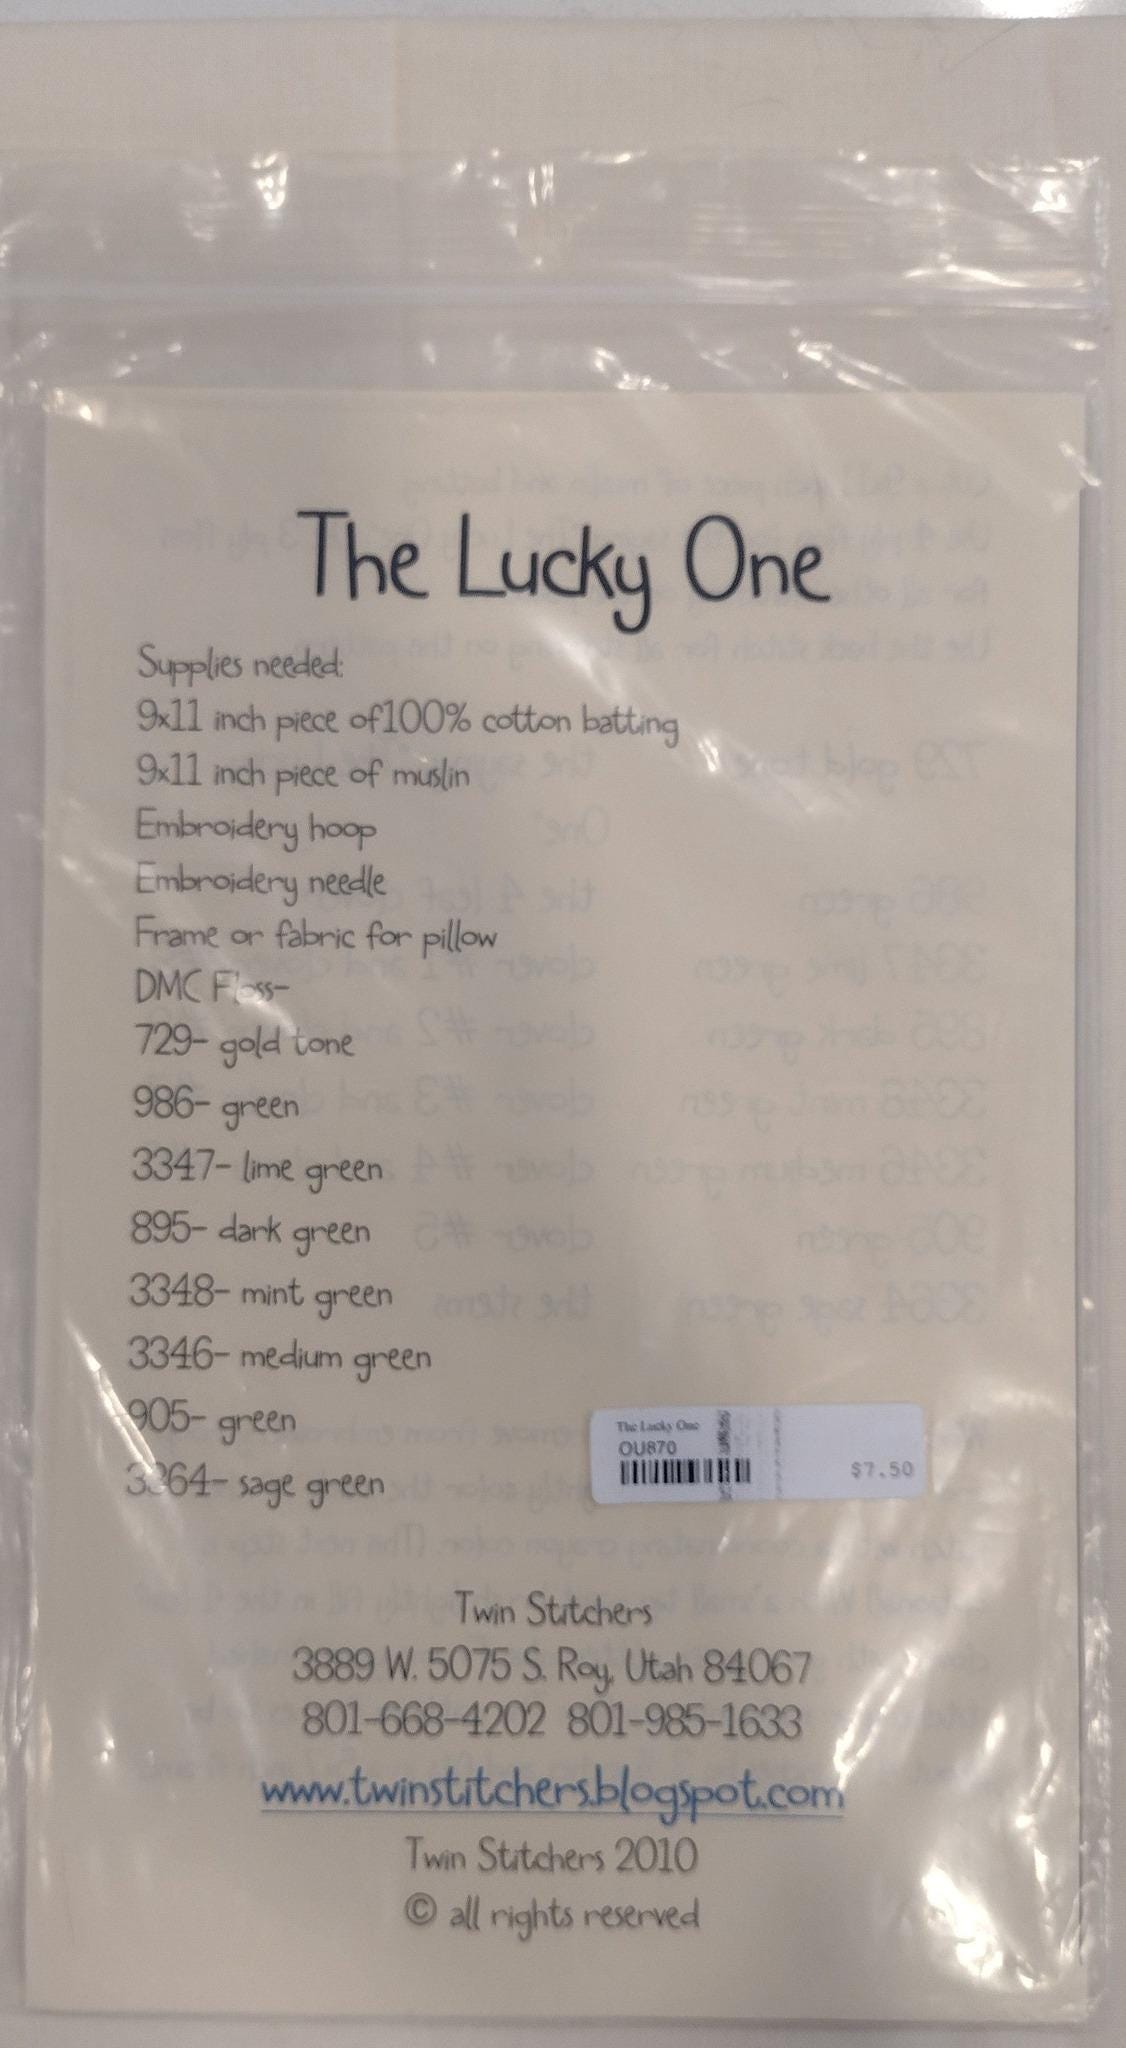 The Lucky One
Supplies needed:
9x11 inch piece of100% cotton batting
9x11 inch piece of muslin
Embroidery hoop
Embroidery needle
Frame or fabric for pillow
DMC Floss-
729- gold tone
986- green
3347- lime green
895- dark green
3348- mint green
3346- medium green
905- green
3364- sage green
The Lucky One
OU870
$7.50
Twin Stitchers
3889 W. 5075 S. Roy, Utah 84067
801-668-4202 801-985-1633
www.twinstitchers.blogspot.com
Twin Stitchers 2010
© all rights reserved